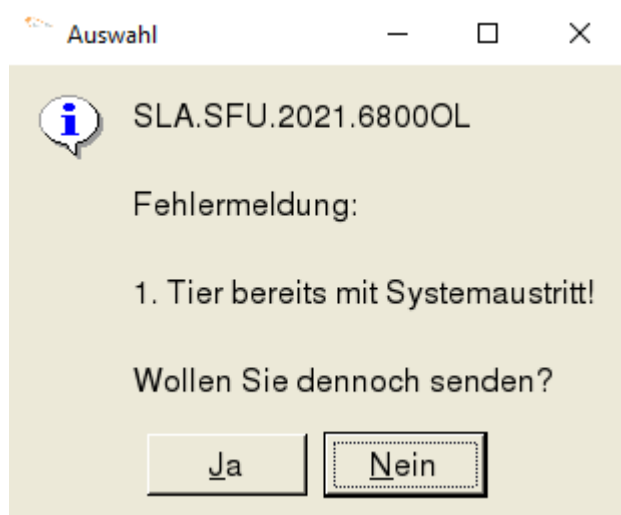 Auswahl
SLA.SFU.2021.6800OL
Fehlermeldung:
1. Tier bereits mit Systemaustritt!
Wollen Sie dennoch senden?
Ja
Nein